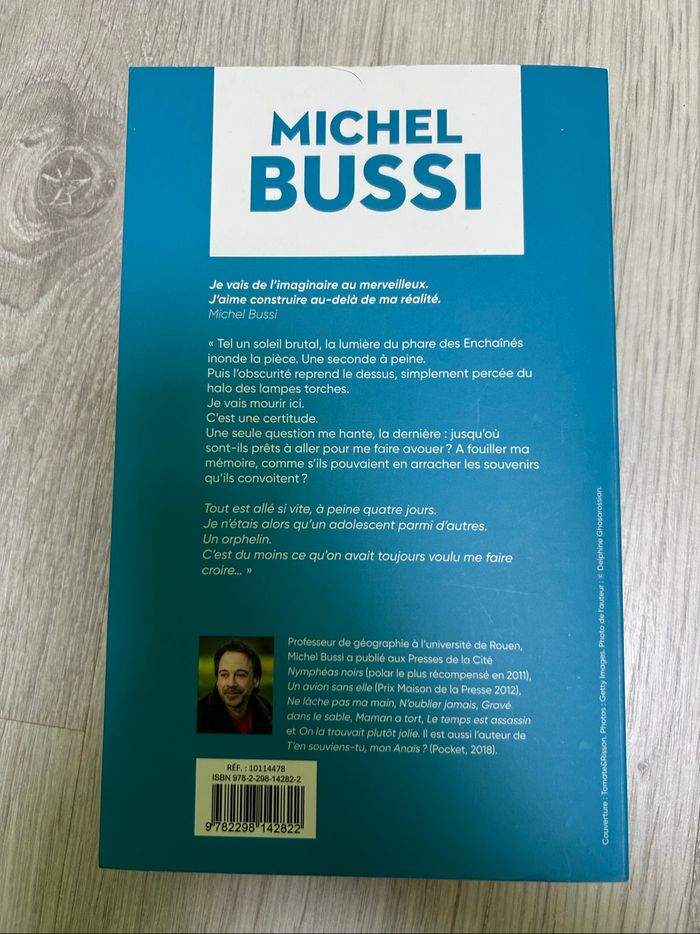 MICHEL
BUSSI
Je vais de l'imaginaire au merveilleux.
J'aime construire au-delà de ma réalité.
Michel Bussi
« Tel un soleil brutal, la lumière du phare des Enchaînés
inonde la pièce. Une seconde à peine.
Puis l'obscurité reprend le dessus, simplement percée du
halo des lampes torches.
Je vais mourir ici.
C'est une certitude.
Une seule question me hante, la dernière : jusqu'où
sont-ils prêts à aller pour me faire avouer ? A fouiller ma
mémoire, comme s'ils pouvaient en arracher les souvenirs
qu'ils convoitent ?
Tout est allé si vite, à peine quatre jours.
Je n'étais alors qu'un adolescent parmi d'autres.
Un orphelin.
C'est du moins ce qu'on avait toujours voulu me faire
croire... »
Professeur de géographie à l'université de Rouen,
Michel Bussi a publié aux Presses de la Cité
Nymphéas noirs (polar le plus récompensé en 2011),
Un avion sans elle (Prix Maison de la Presse 2012),
Ne lâche pas ma main, N'oublier jamais, Gravé
dans le sable, Maman a tort, Le temps est assassin
et On la trouvait plutôt jolie. Il est aussi l'auteur de
T'en souviens-tu, mon Anaïs ? (Pocket, 2018).
RÉF. : 10114478
ISBN 978-2-298-14282-2
9 782298 142822
Couverture : Tomate&Risson. Photos : Getty Images. Photo de l'auteur : © Delphine Ghosarossian.